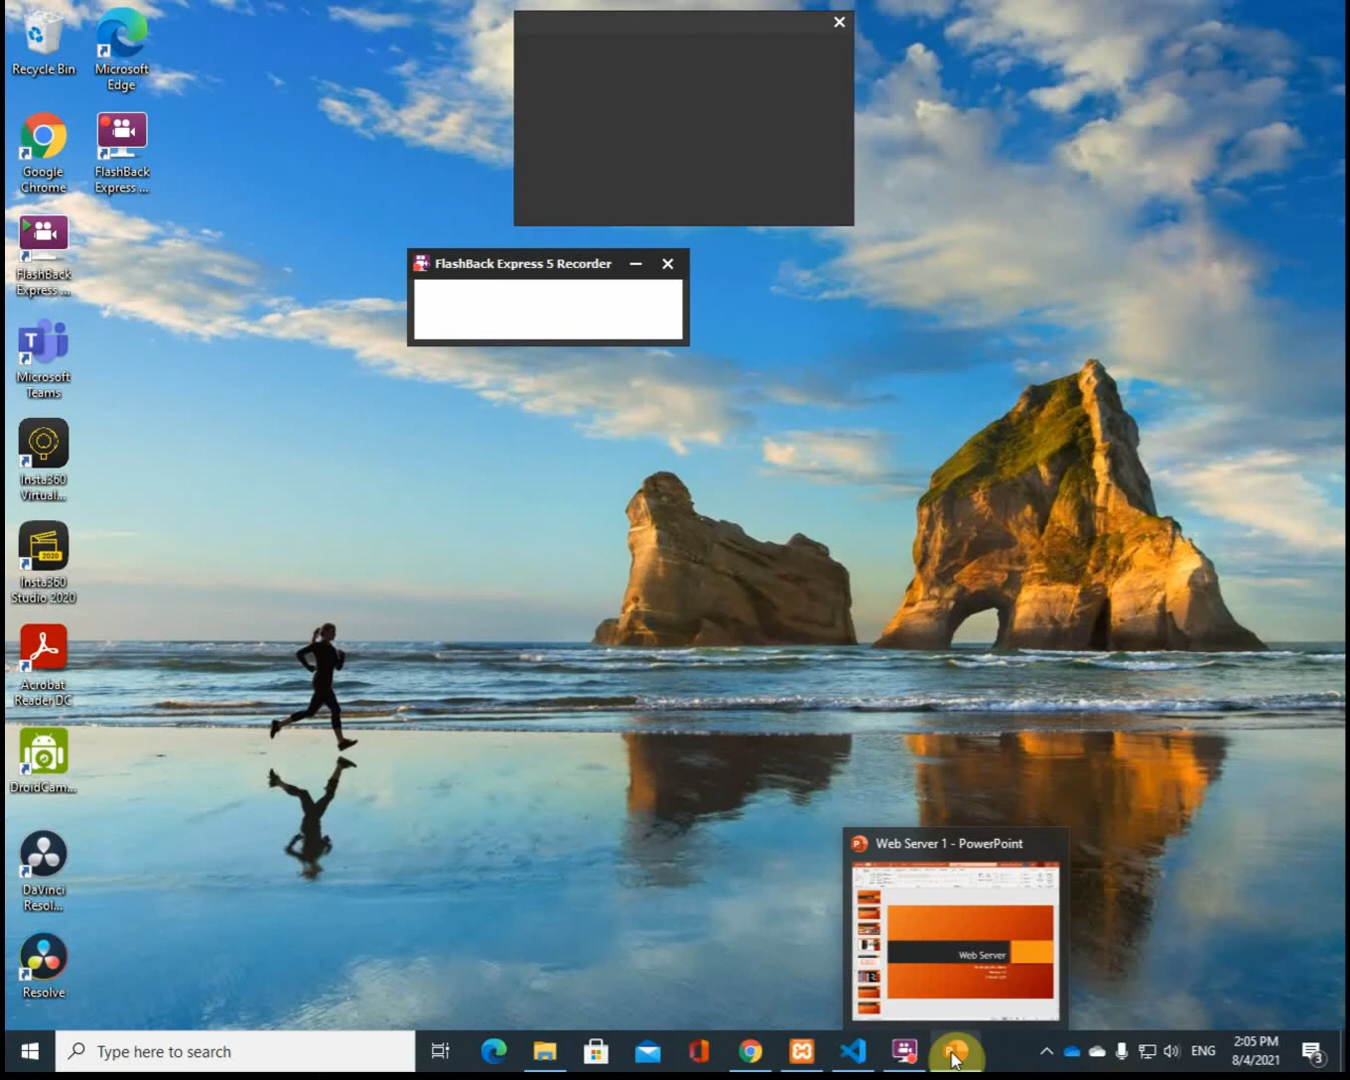 Recycle Bin
Microsoft
Edge
Google
Chrome
FlashBack
Express ...
FlashBack
Express ...
Microsoft
Teams
Insta360
Virtual...
Insta360
Studio 2020
Acrobat
Reader DC
DroidCam...
DaVinci
Resol...
Resolve
FlashBack Express 5 Recorder
Web Server 1 - PowerPoint
Web Server
Type here to search
ENG
2:05 PM
8/4/2021
3